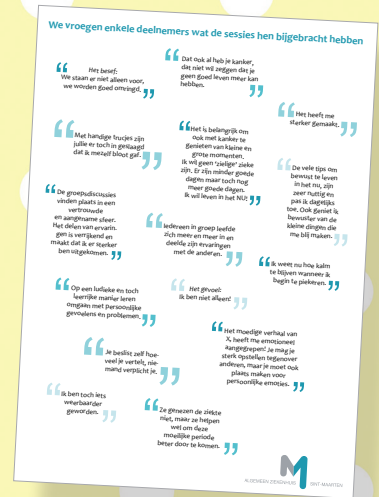 We vroegen enkele deelnemers wat de sessies hen bijgebracht hebben
Het besef:
We staan er niet alleen voor,
we worden goed omringd.
Dat ook al heb je kanker,
dat niet wil zeggen dat je
geen goed leven meer kan
hebben.
Het heeft me
sterker gemaakt.
Met handige trucjes zijn
jullie er toch in geslaagd
dat ik mezelf bloot gaf.
Het is belangrijk om
ook met kanker te
genieten van kleine en
grote momenten.
Ik wil geen 'zielige' zieke
zijn. Er zijn minder goede
dagen maar toch nog
meer goede dagen.
Ik wil leven in het NU!
De vele tips om
bewust te leven
in het nu, zijn
zeer nuttig en
pas ik dagelijks
toe. Ook geniet ik
bewuster van de
kleine dingen die
me blij maken.
De groepsdiscussies
vinden plaats in een
vertrouwde
en aangename sfeer.
Het delen van ervarin-
gen is verrijkend en
maakt dat ik er sterker
ben uitgekomen.
Iedereen in groep leefde
zich meer en meer in en
deelde zijn ervaringen
met de anderen.
Ik weet nu hoe kalm
te blijven wanneer ik
begin te piekeren.
Op een ludieke en toch
leerrijke manier leren
omgaan met persoonlijke
gevoelens en problemen.
Het gevoel:
Ik ben niet alleen!
Je beslist zelf hoe-
veel je vertelt, nie-
mand verplicht je.
Het moedige verhaal van
X, heeft me emotioneel
aangegrepen! Je mag je
sterk opstellen tegenover
anderen, maar je moet ook
plaats maken voor
persoonlijke emoties.
Ik ben toch iets
weerbaarder
geworden.
Ze genezen de ziekte
niet, maar ze helpen
wel om deze
moeilijke periode
beter door te komen.
ALGEMEEN ZIEKENHUIS SINT-MAARTEN